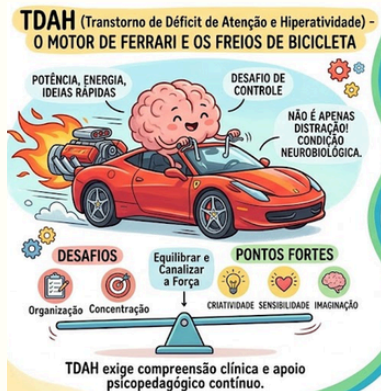 TDAH (Transtorno de Déficit de Atenção e Hiperatividade) -
O MOTOR DE FERRARI E OS FREIOS DE BICICLETA
POTÊNCIA, ENERGIA,
IDEIAS RÁPIDAS
DESAFIO DE
CONTROLE
NÃO É APENAS
DISTRAÇÃO!
CONDIÇÃO
NEUROBIOLÓGICA.
DESAFIOS
Organização
Concentração
Equilibrar e
Canalizar
a Força
PONTOS FORTES
CRIATIVIDADE
SENSIBILIDADE
IMAGINAÇÃO
TDAH exige compreensão clínica e apoio
psicopedagógico contínuo.